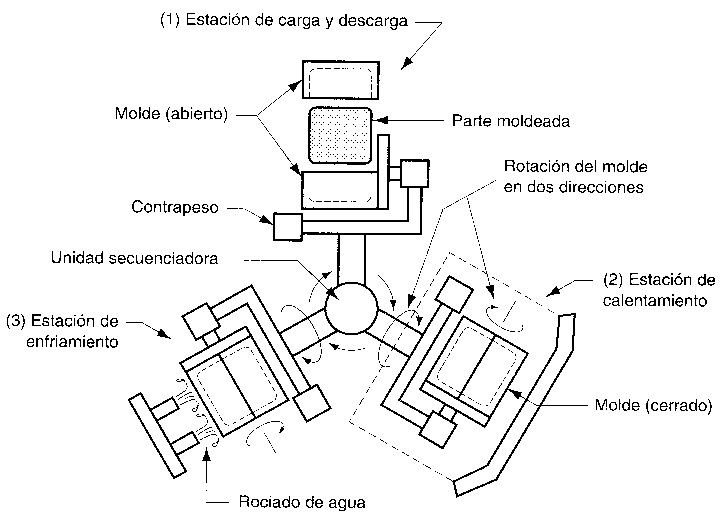 (1) Estación de carga y descarga
Molde (abierto)
Parte moldeada
Rotación del molde
en dos direcciones
Contrapeso
Unidad secuenciadora
(2) Estación de
calentamiento
(3) Estación de
enfriamiento
Molde (cerrado)
Rociado de agua